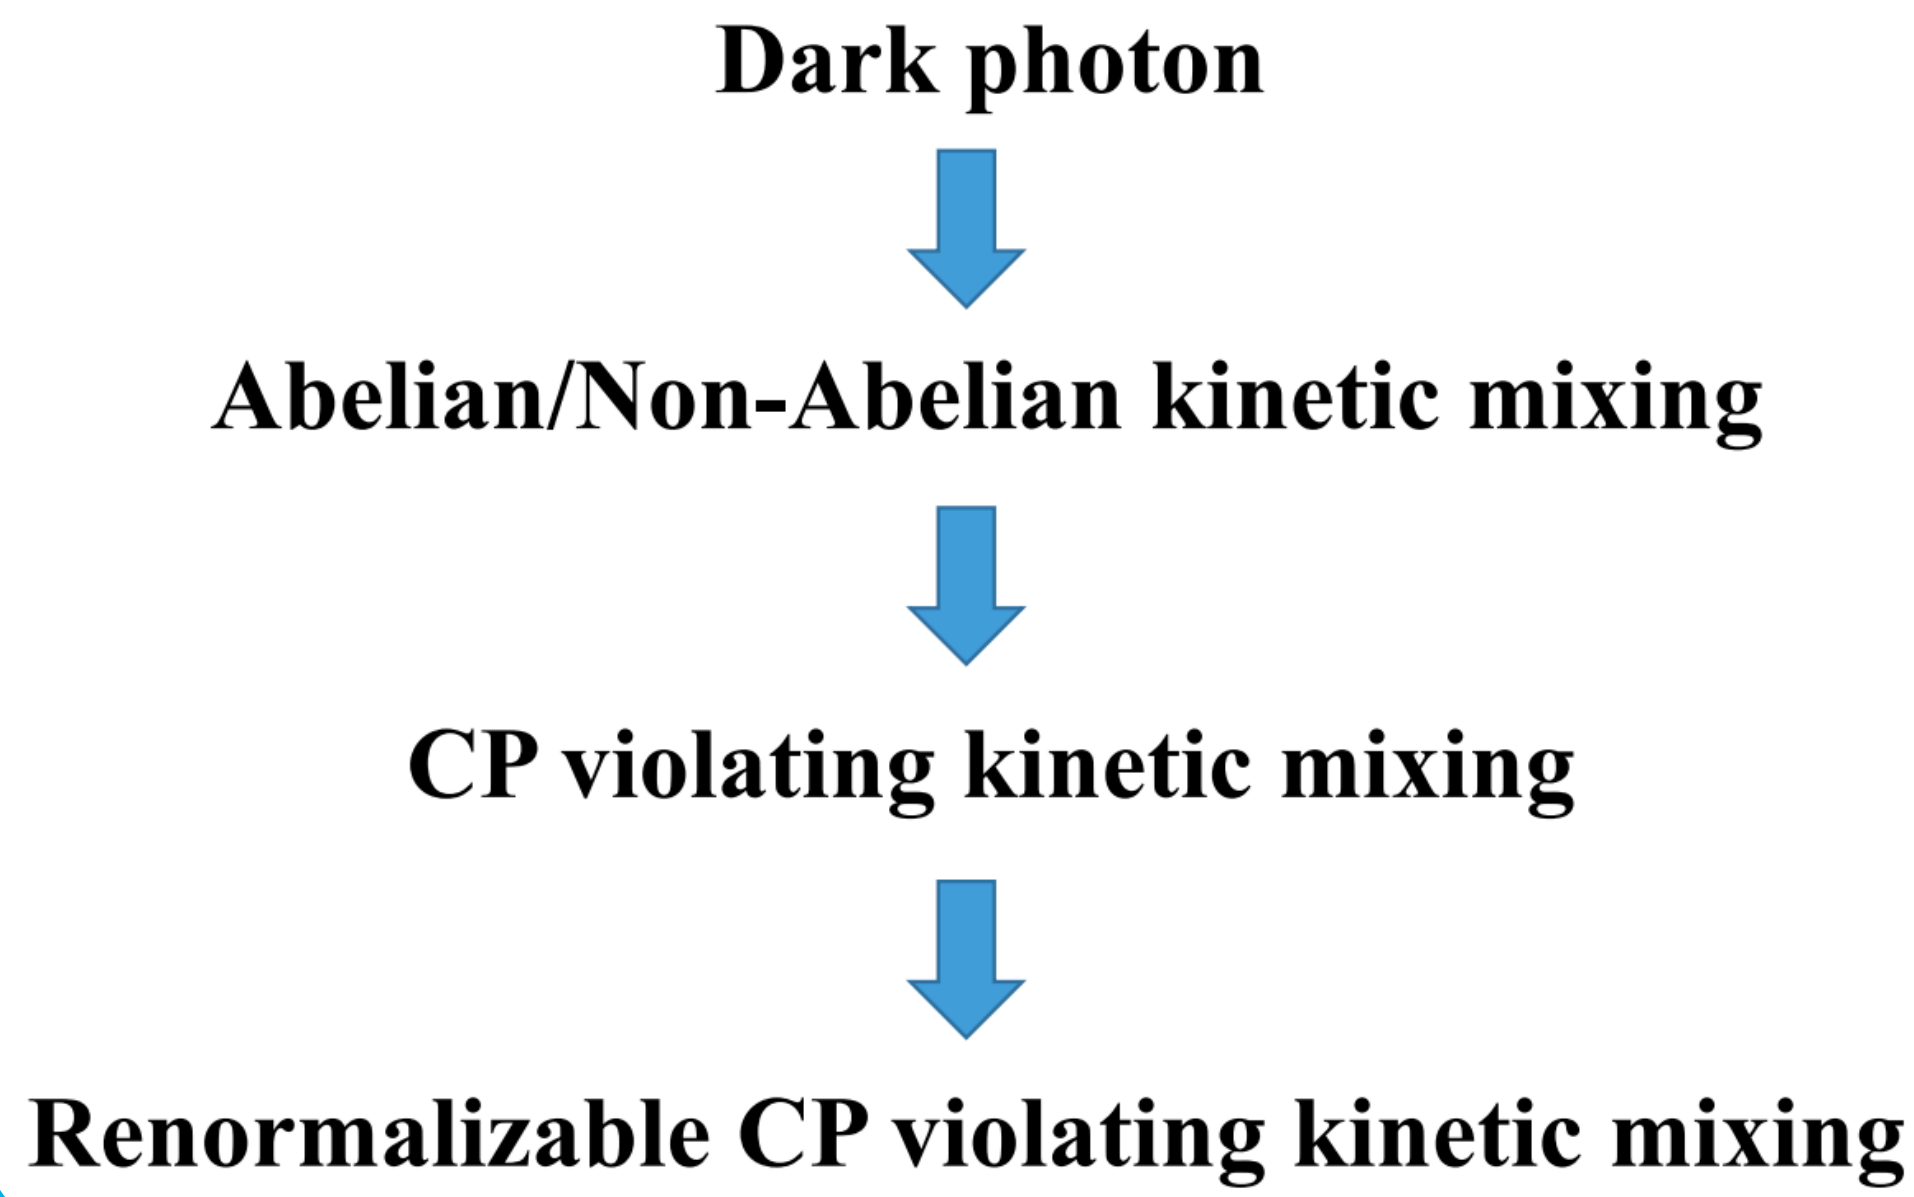 Dark photon
Abelian/Non-Abelian kinetic mixing
CP violating kinetic mixing
Renormalizable CP violating kinetic mixing